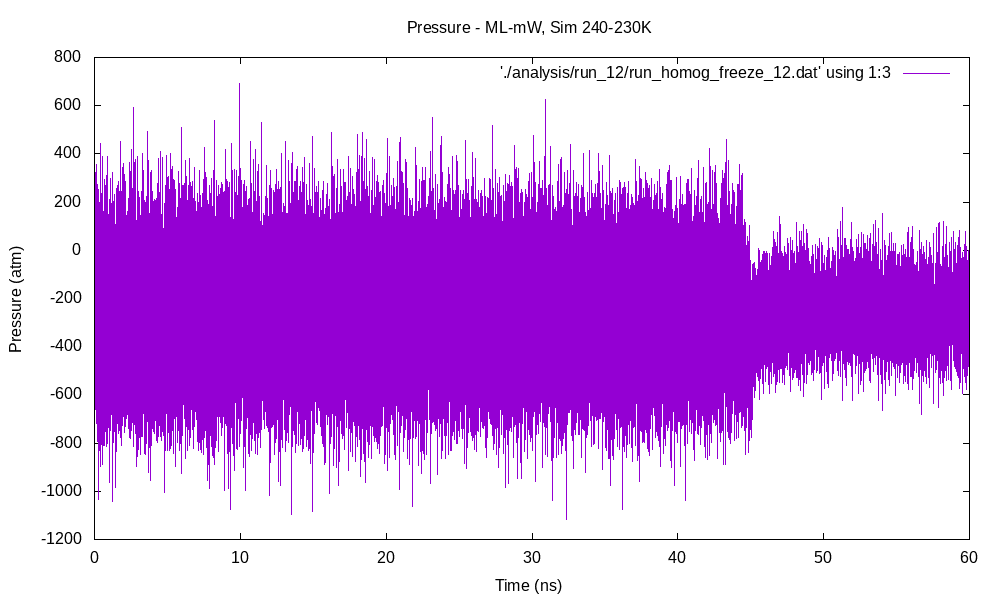 Pressure - ML-mW, Sim 240-230K
800
'./analysis/run_12/run_homog_freeze_12.dat' using 1:3
600
400
200
0
-200
-400
-600
-800
-1000
-1200
Pressure (atm)
0 10 20 30 40 50 60
Time (ns)